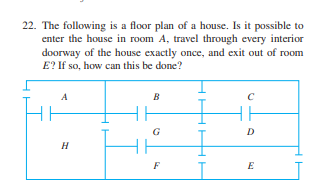 22. The following is a floor plan of a house. Is it possible to
enter the house in room A, travel through every interior
doorway of the house exactly once, and exit out of room
E? If so, how can this be done?
A B C
G D
H
F E